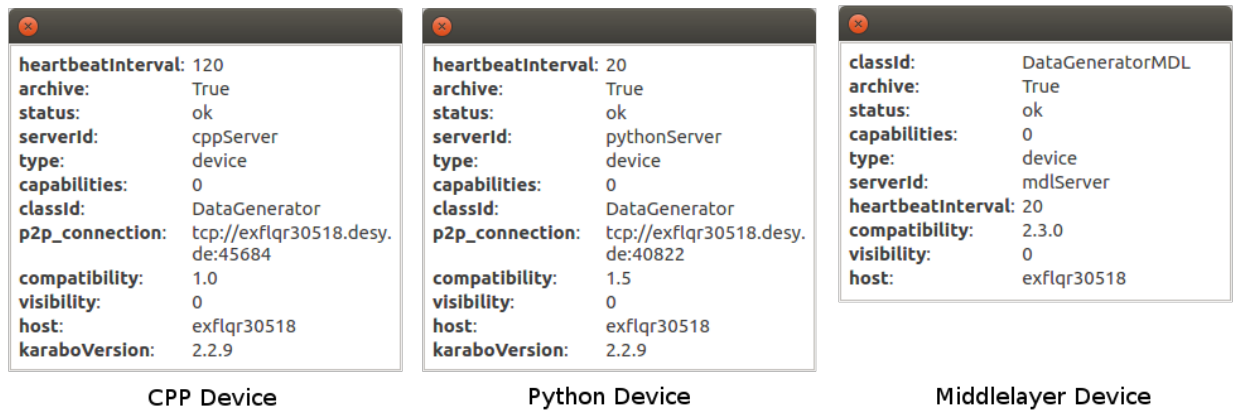 heartbeatInterval: 120
archive: True
status: ok
serverId: cppServer
type: device
capabilities: 0
classId: DataGenerator
p2p_connection: tcp://exflqr30518.desy.
de:45684
compatibility: 1.0
visibility: 0
host: exflqr30518
karaboVersion: 2.2.9
CPP Device
heartbeatInterval: 20
archive: True
status: ok
serverId: pythonServer
type: device
capabilities: 0
classId: DataGenerator
p2p_connection: tcp://exflqr30518.desy.
de:40822
compatibility: 1.5
visibility: 0
host: exflqr30518
karaboVersion: 2.2.9
Python Device
classId: DataGeneratorMDL
archive: True
status: ok
capabilities: 0
type: device
serverId: mdlServer
heartbeatInterval: 20
compatibility: 2.3.0
visibility: 0
host: exflqr30518
Middlelayer Device